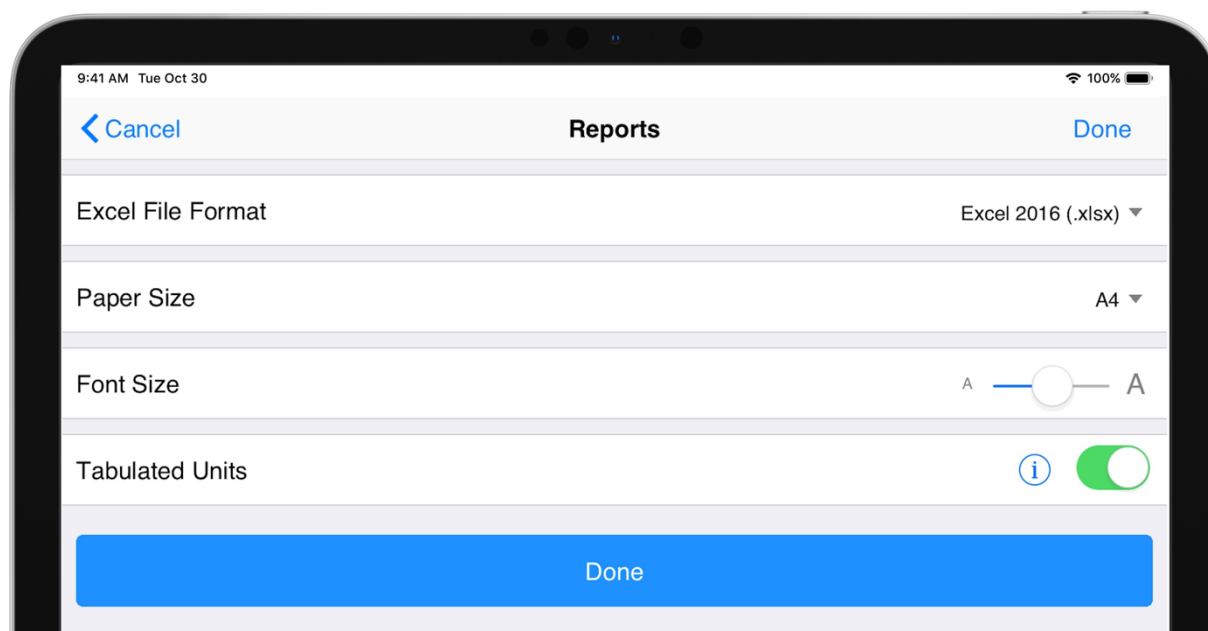 9:41 AM Tue Oct 30 100%
Cancel Reports Done
Excel File Format Excel 2016 (.xlsx)
Paper Size A4
Font Size A A
Tabulated Units i
Done